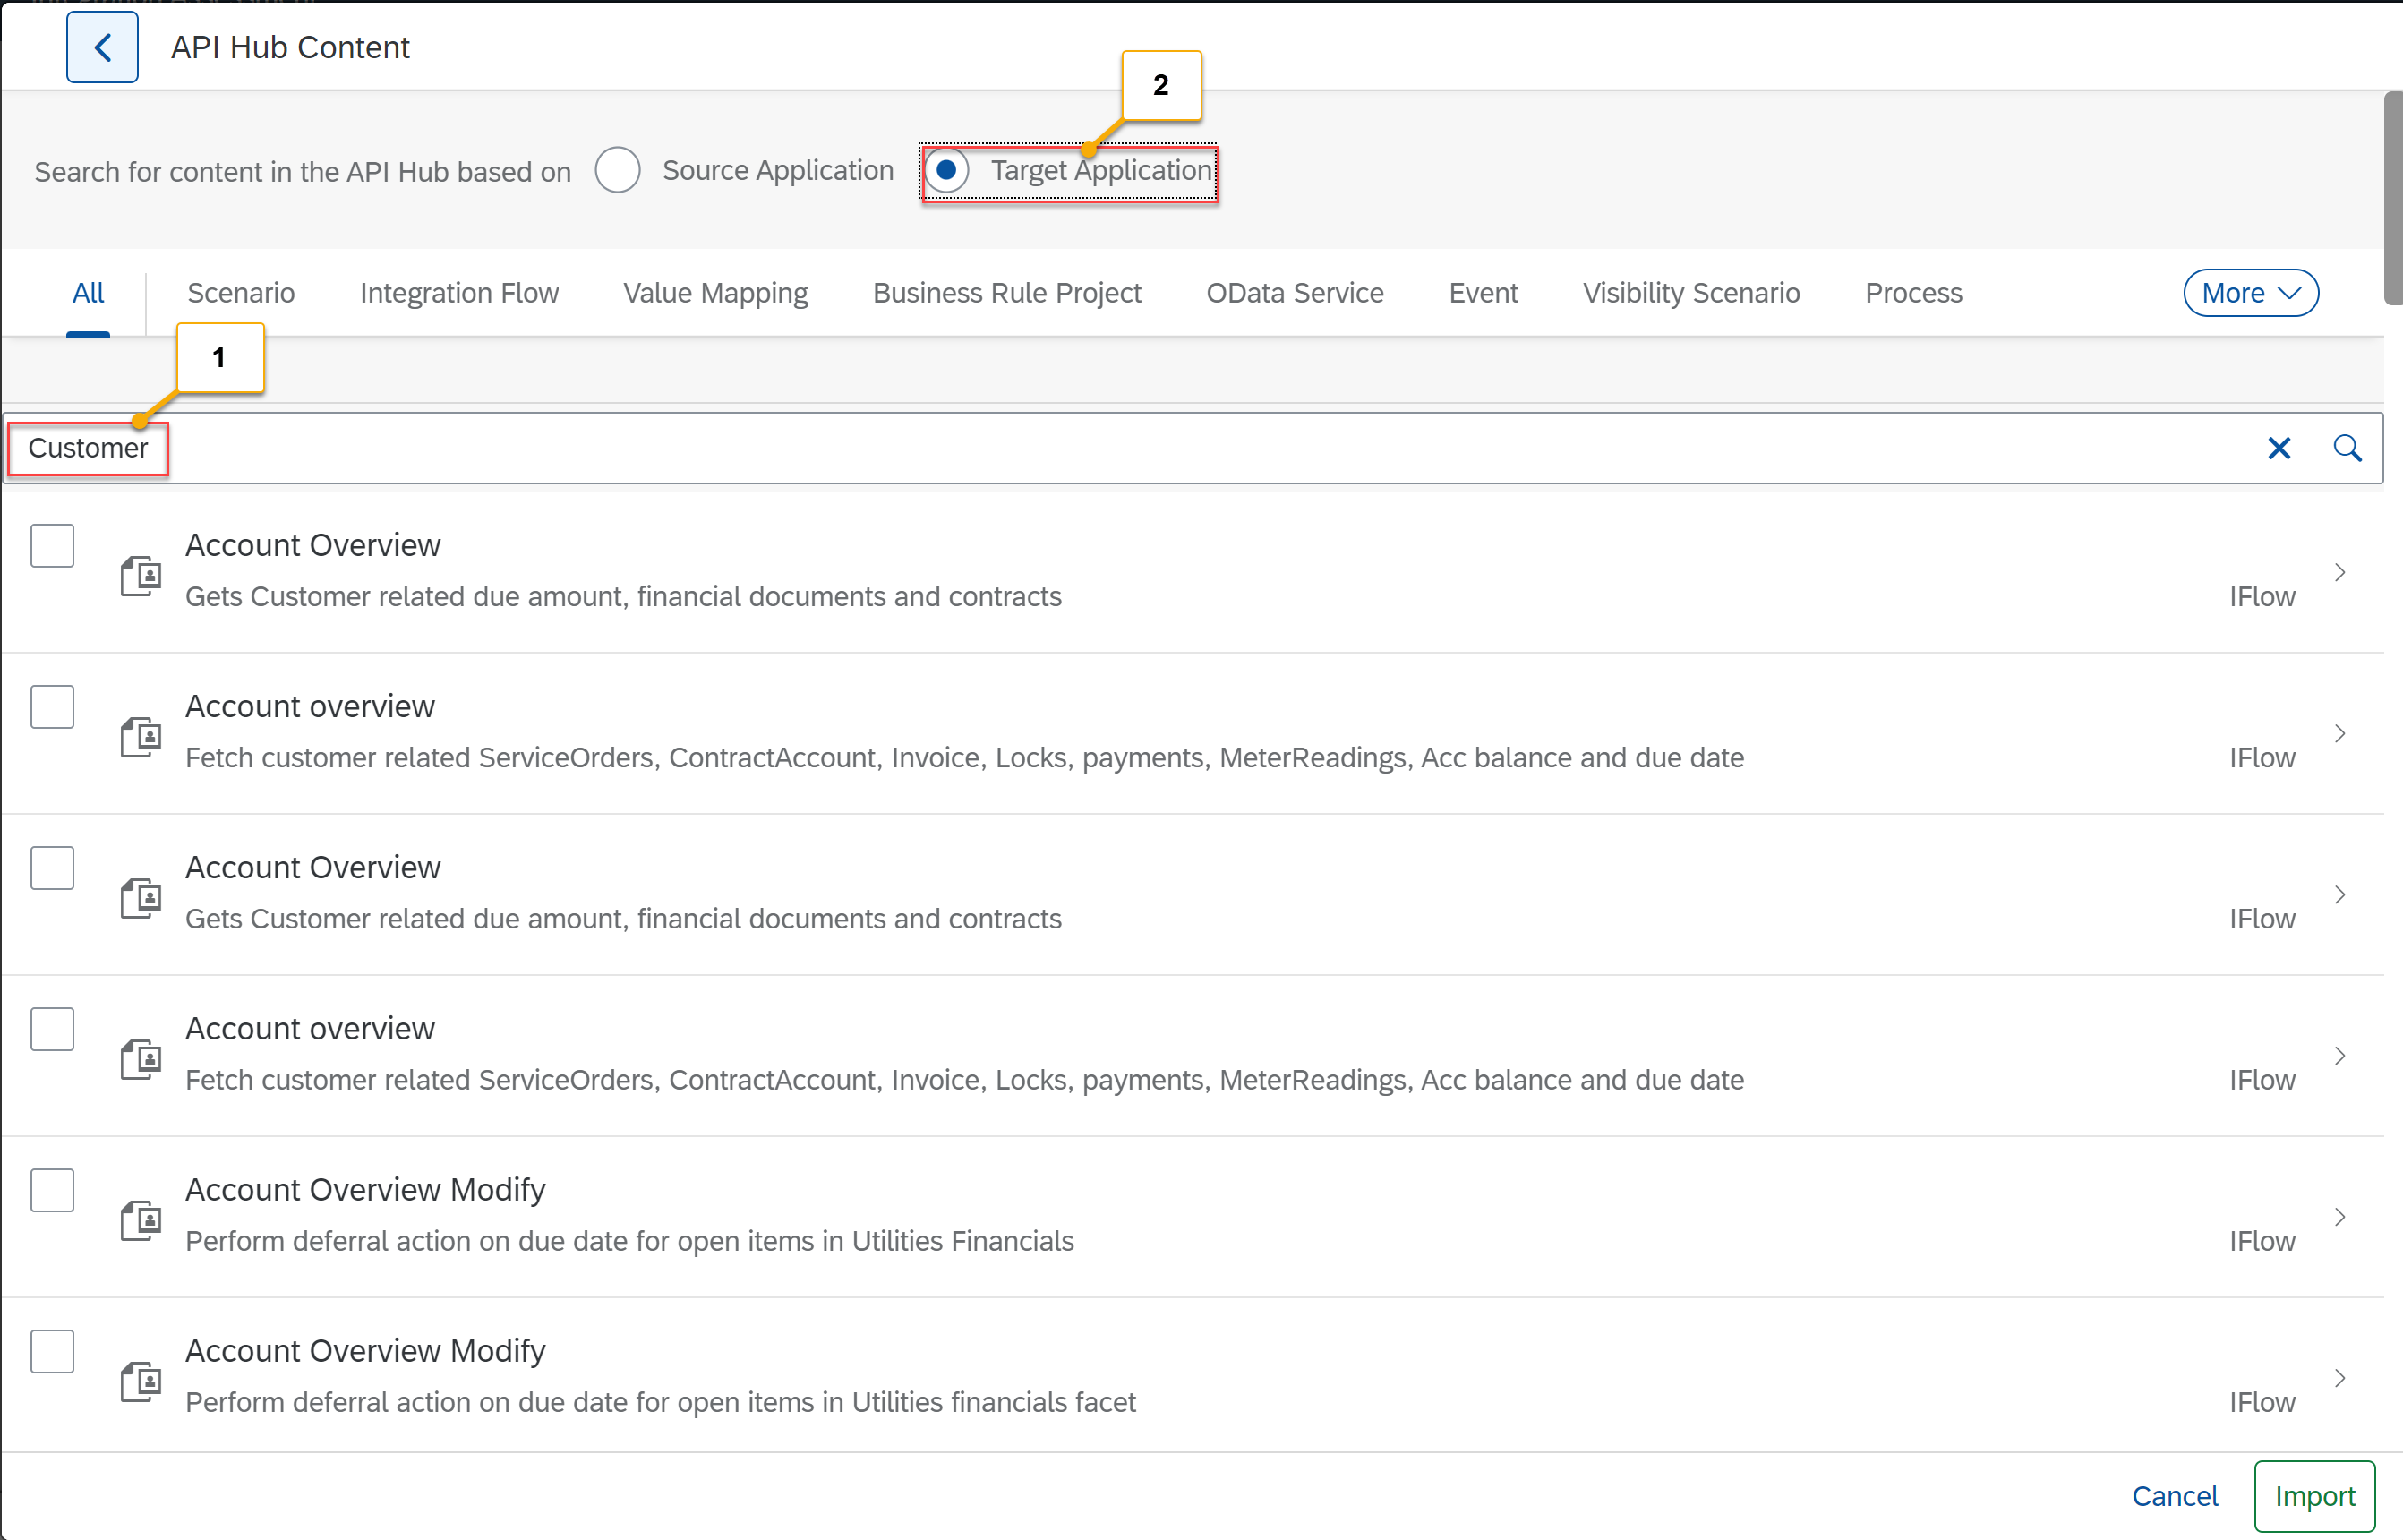 API Hub Content
2
Search for content in the API Hub based on Source Application Target Application
All Scenario Integration Flow Value Mapping Business Rule Project OData Service Event Visibility Scenario Process More
1
Customer
Account Overview
Gets Customer related due amount, financial documents and contracts IFlow
Account overview
Fetch customer related ServiceOrders, ContractAccount, Invoice, Locks, payments, MeterReadings, Acc balance and due date IFlow
Account Overview
Gets Customer related due amount, financial documents and contracts IFlow
Account overview
Fetch customer related ServiceOrders, ContractAccount, Invoice, Locks, payments, MeterReadings, Acc balance and due date IFlow
Account Overview Modify
Perform deferral action on due date for open items in Utilities Financials IFlow
Account Overview Modify
Perform deferral action on due date for open items in Utilities financials facet IFlow
Cancel Import